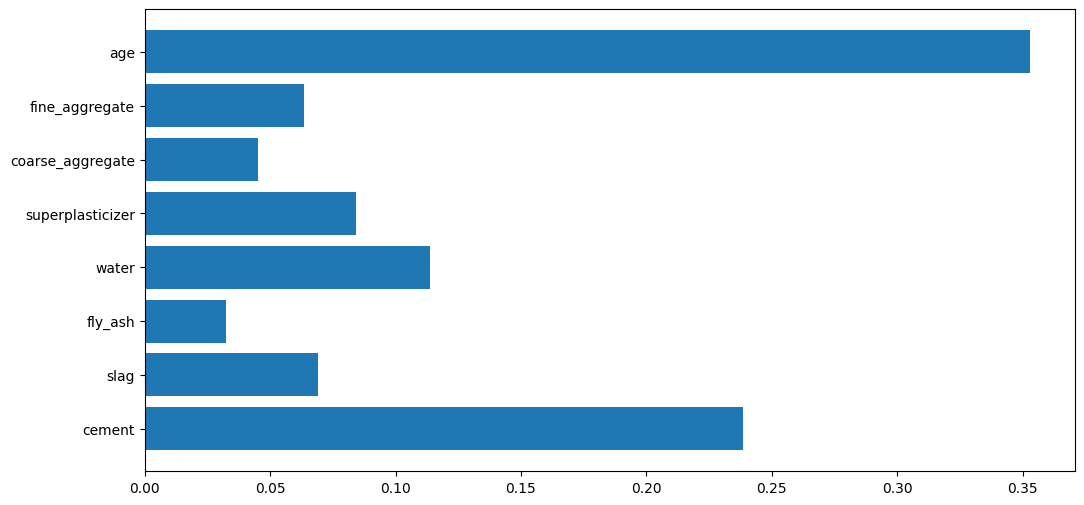 age
fine_aggregate
coarse_aggregate
superplasticizer
water
fly_ash
slag
cement
0.00 0.05 0.10 0.15 0.20 0.25 0.30 0.35